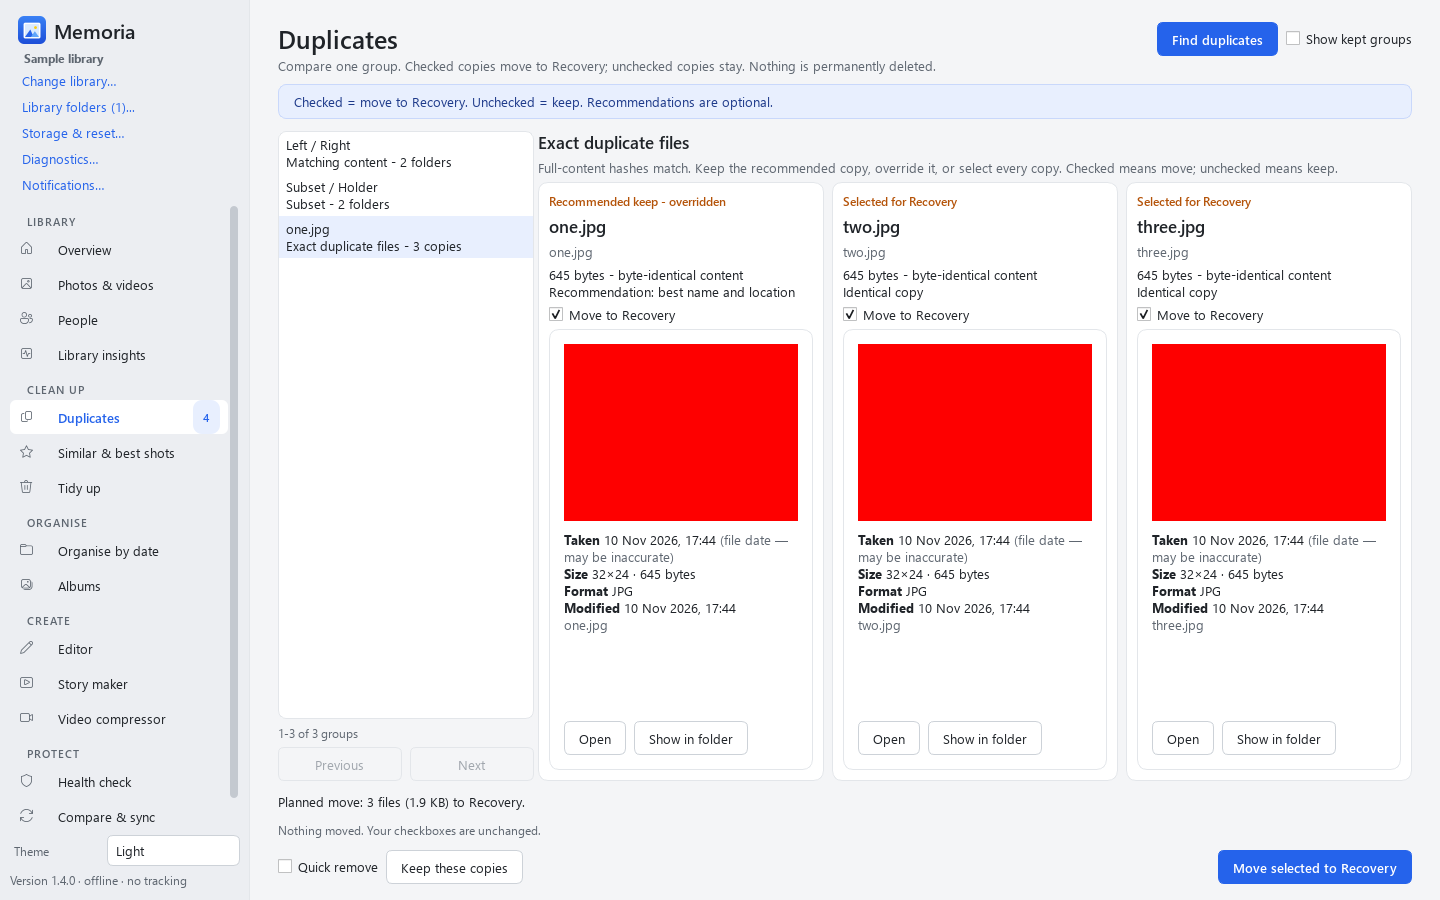 Memoria
Sample library
Change library...
Library folders (1)...
Storage & reset...
Diagnostics...
Notifications...
LIBRARY
Overview
Photos & videos
People
Library insights
CLEAN UP
Duplicates 4
Similar & best shots
Tidy up
ORGANISE
Organise by date
Albums
CREATE
Editor
Story maker
Video compressor
PROTECT
Health check
Compare & sync
Theme Light
Version 1.4.0 · offline · no tracking
Duplicates
Find duplicates
Show kept groups
Compare one group. Checked copies move to Recovery; unchecked copies stay. Nothing is permanently deleted.
Checked = move to Recovery. Unchecked = keep. Recommendations are optional.
Left / Right
Matching content - 2 folders
Subset / Holder
Subset - 2 folders
one.jpg
Exact duplicate files - 3 copies
1-3 of 3 groups
Previous
Next
Exact duplicate files
Full-content hashes match. Keep the recommended copy, override it, or select every copy. Checked means move; unchecked means keep.
Recommended keep - overridden
one.jpg
one.jpg
645 bytes - byte-identical content
Recommendation: best name and location
Move to Recovery
Taken 10 Nov 2026, 17:44 (file date —
may be inaccurate)
Size 32×24 · 645 bytes
Format JPG
Modified 10 Nov 2026, 17:44
one.jpg
Open
Show in folder
Selected for Recovery
two.jpg
two.jpg
645 bytes - byte-identical content
Identical copy
Move to Recovery
Taken 10 Nov 2026, 17:44 (file date —
may be inaccurate)
Size 32×24 · 645 bytes
Format JPG
Modified 10 Nov 2026, 17:44
two.jpg
Open
Show in folder
Selected for Recovery
three.jpg
three.jpg
645 bytes - byte-identical content
Identical copy
Move to Recovery
Taken 10 Nov 2026, 17:44 (file date —
may be inaccurate)
Size 32×24 · 645 bytes
Format JPG
Modified 10 Nov 2026, 17:44
three.jpg
Open
Show in folder
Planned move: 3 files (1.9 KB) to Recovery.
Nothing moved. Your checkboxes are unchanged.
Quick remove
Keep these copies
Move selected to Recovery